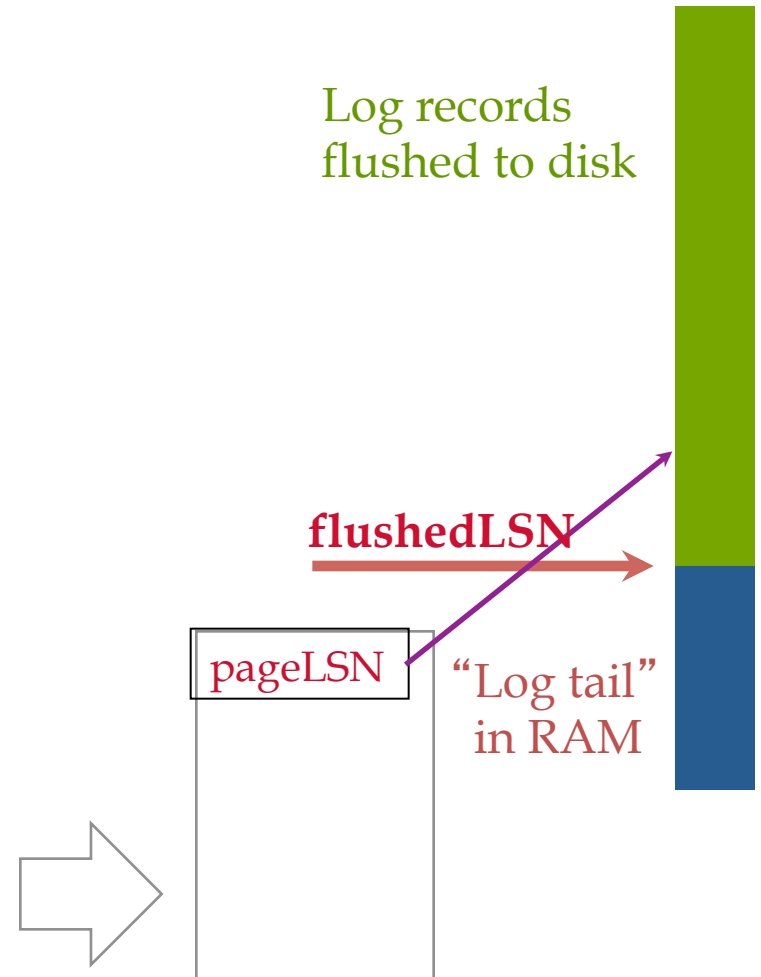 Log records
flushed to disk
flushedLSN
pageLSN
“Log tail”
in RAM